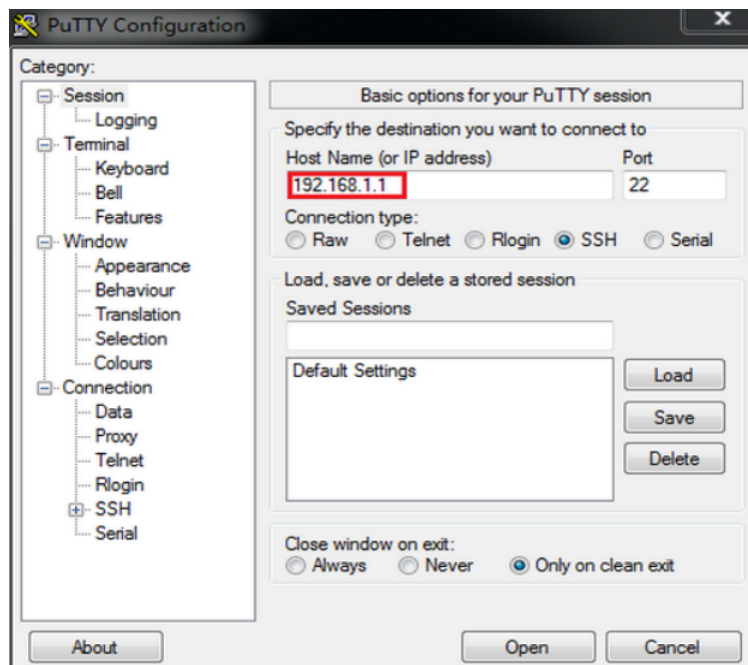 PuTTY Configuration
Category:
Session
Logging
Terminal
Keyboard
Bell
Features
Window
Appearance
Behaviour
Translation
Selection
Colours
Connection
Data
Proxy
Telnet
Rlogin
SSH
Serial
Basic options for your PuTTY session
Specify the destination you want to connect to
Host Name (or IP address) Port
192.168.1.1 22
Connection type:
Raw Telnet Rlogin SSH Serial
Load, save or delete a stored session
Saved Sessions
Default Settings
Load
Save
Delete
Close window on exit:
Always Never Only on clean exit
About Open Cancel